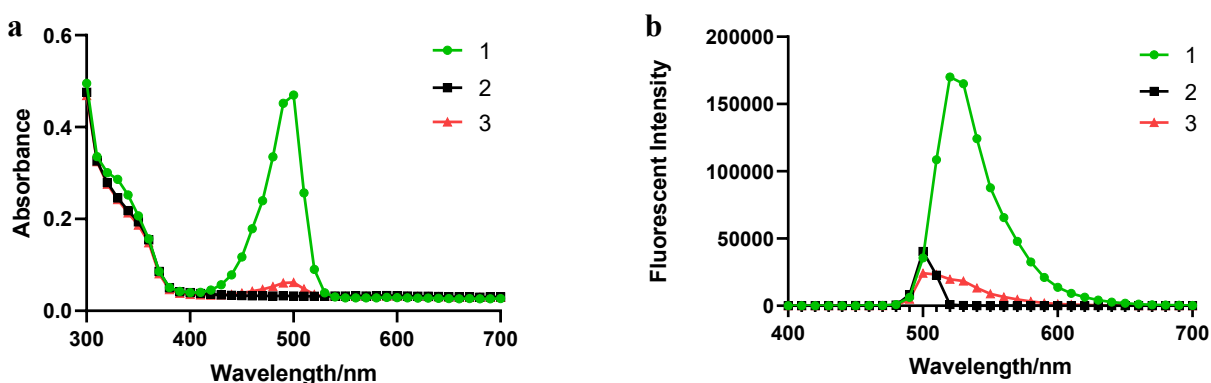 a
Absorbance
0.6
0.4
0.2
0.0
300 400 500 600 700
Wavelength/nm
1
2
3
b
Fluorescent Intensity
200000
150000
100000
50000
0
400 500 600 700
Wavelength/nm
1
2
3